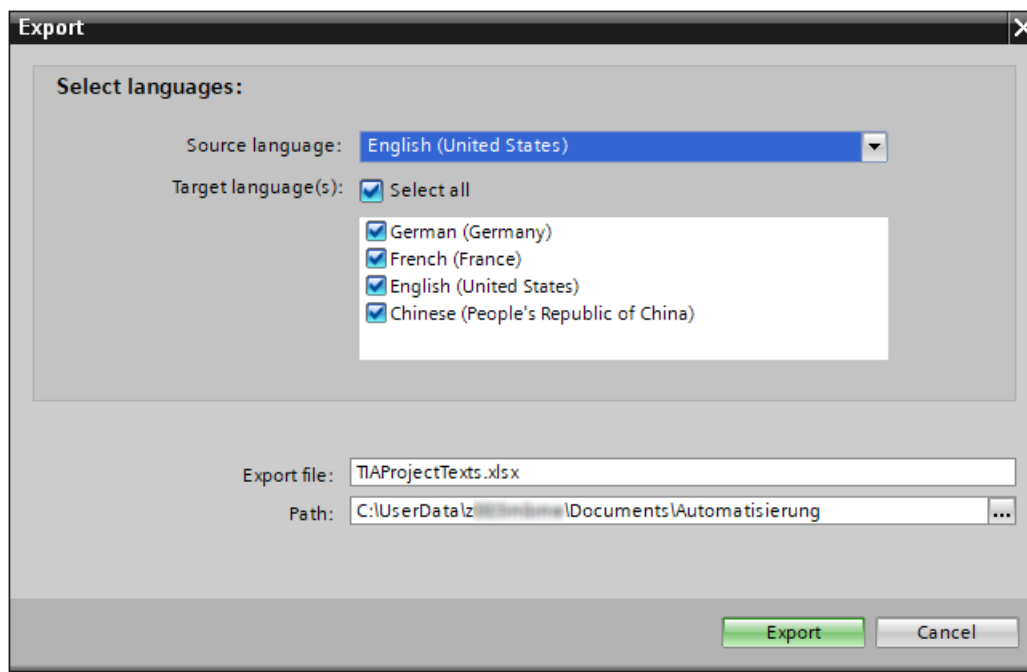 Export
Select languages:
Source language: English (United States)
Target language(s): Select all
German (Germany)
French (France)
English (United States)
Chinese (People's Republic of China)
Export file: TIAProjectTexts.xlsx
Path: C:\UserData\z \Documents\Automatisierung ...
Export Cancel